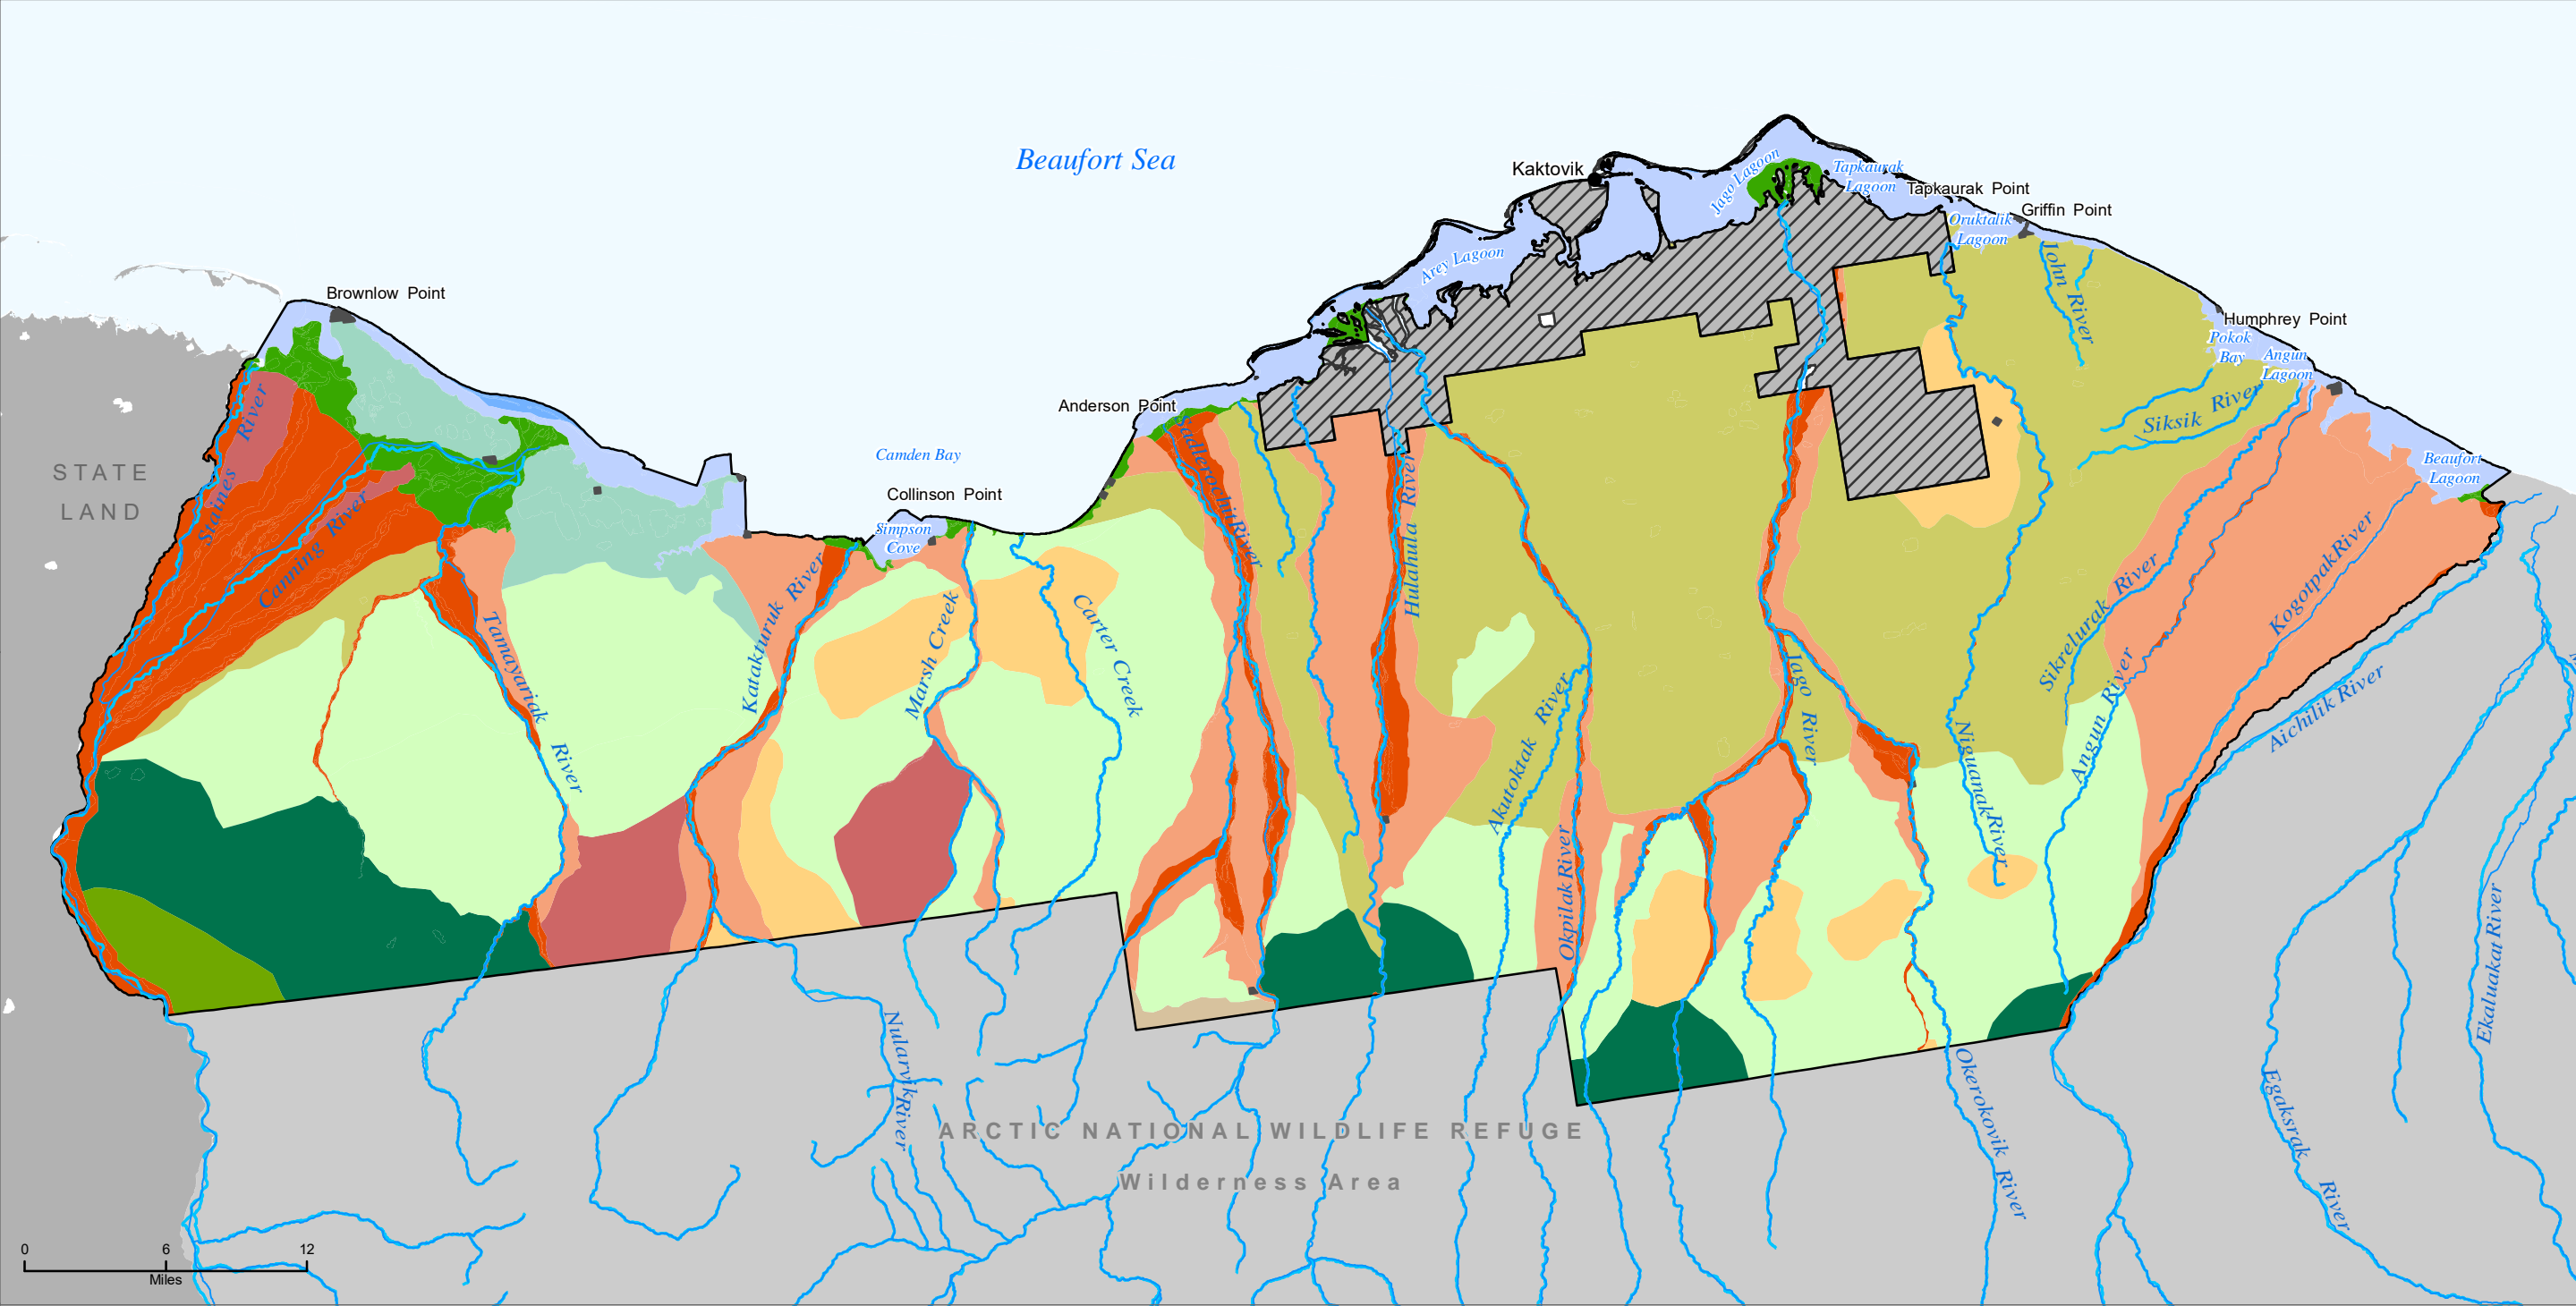 Beaufort Sea
Kaktovik
Jago Lagoon
Tapkaurak
Lagoon
Tapkaurak Point
Oruktalik
Lagoon
Griffin Point
John River
Arey Lagoon
Brownlow Point
Humphrey Point
Pokok
Bay
Angun
Lagoon
Anderson Point
Siksik River
Camden Bay
Collinson Point
Simpson
Cove
Beaufort
Lagoon
STATE
LAND
Staines River
Canning River
Tamayariak River
Katakturuk River
Marsh Creek
Carter Creek
Sadlerochit River
Hulahula River
Akutoktak River
Okpilak River
Jago River
Niguanak River
Sikrelurak River
Angun River
Kogotpak River
Aichilik River
Nularvik River
Okerokovik River
Egaksrak River
Ekaluakat River
ARCTIC NATIONAL WILDLIFE REFUGE
Wilderness Area
0 6 12
Miles